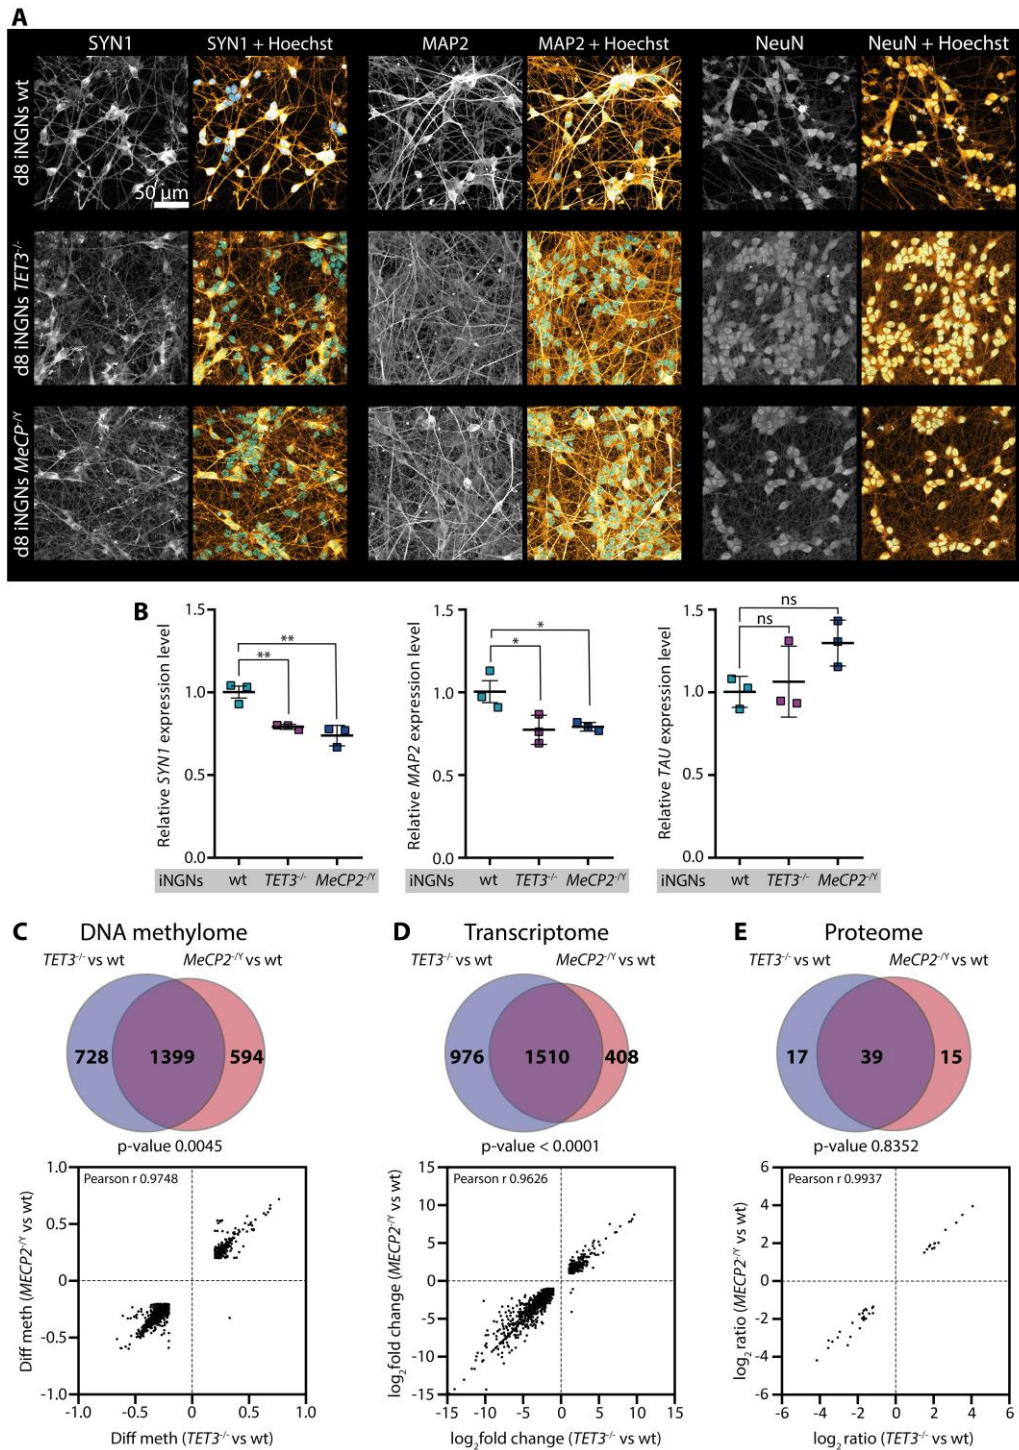 A
SYN1 SYN1 + Hoechst MAP2 MAP2 + Hoechst NeuN NeuN + Hoechst
d8 iNGNs wt
50 µm
d8 iNGNs TET3-/-
d8 iNGNs MeCP-/Y
B
Relative SYN1 expression level
1.5
1.0
0.5
0.0
**
**
iNGNs wt TET3-/- MeCP2-/Y
Relative MAP2 expression level
1.5
1.0
0.5
0.0
*
*
iNGNs wt TET3-/- MeCP2-/Y
Relative TAU expression level
1.5
1.0
0.5
0.0
ns
ns
iNGNs wt TET3-/- MeCP2-/Y
C DNA methylome
TET3-/- vs wt MeCP2-/Y vs wt
728 1399 594
p-value 0.0045
Pearson r 0.9748
Diff meth (MECP2-/Y vs wt)
1.0
0.5
0
-0.5
-1.0
-1.0 -0.5 0 0.5 1.0
Diff meth (TET3-/- vs wt)
D Transcriptome
TET3-/- vs wt MeCP2-/Y vs wt
976 1510 408
p-value < 0.0001
Pearson r 0.9626
log2fold change (MECP2-/Y vs wt)
15
10
5
0
-5
-10
-15
-15 -10 -5 0 5 10 15
log2fold change (TET3-/- vs wt)
E Proteome
TET3-/- vs wt MeCP2-/Y vs wt
17 39 15
p-value 0.8352
Pearson r 0.9937
log2 ratio (MECP2-/Y vs wt)
6
4
2
0
-2
-4
-6
-6 -4 -2 0 2 4 6
log2 ratio (TET3-/- vs wt)